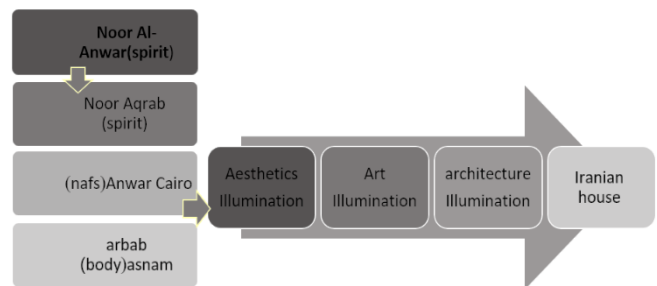 Noor Al-
Anwar(spirit)
Noor Aqrab
(spirit)
(nafs)Anwar Cairo
arbab
(body)asnam
Aesthetics
Illumination
Art
Illumination
architecture
Illumination
Iranian
house